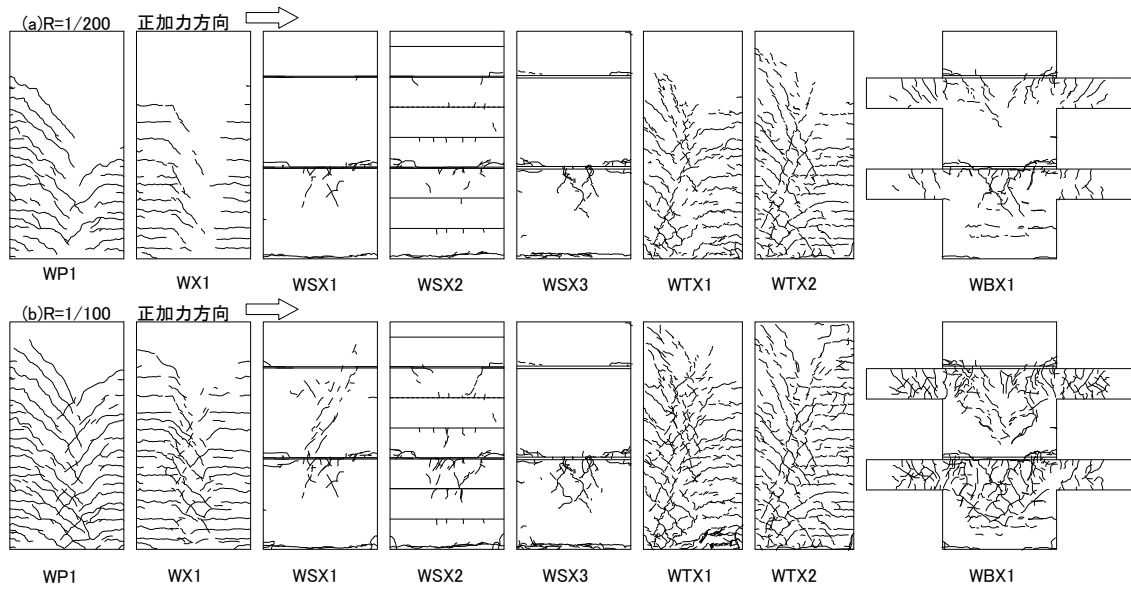 (a)R=1/200 正加力方向
WP1 WX1 WSX1 WSX2 WSX3 WTX1 WTX2 WBX1
(b)R=1/100 正加力方向
WP1 WX1 WSX1 WSX2 WSX3 WTX1 WTX2 WBX1